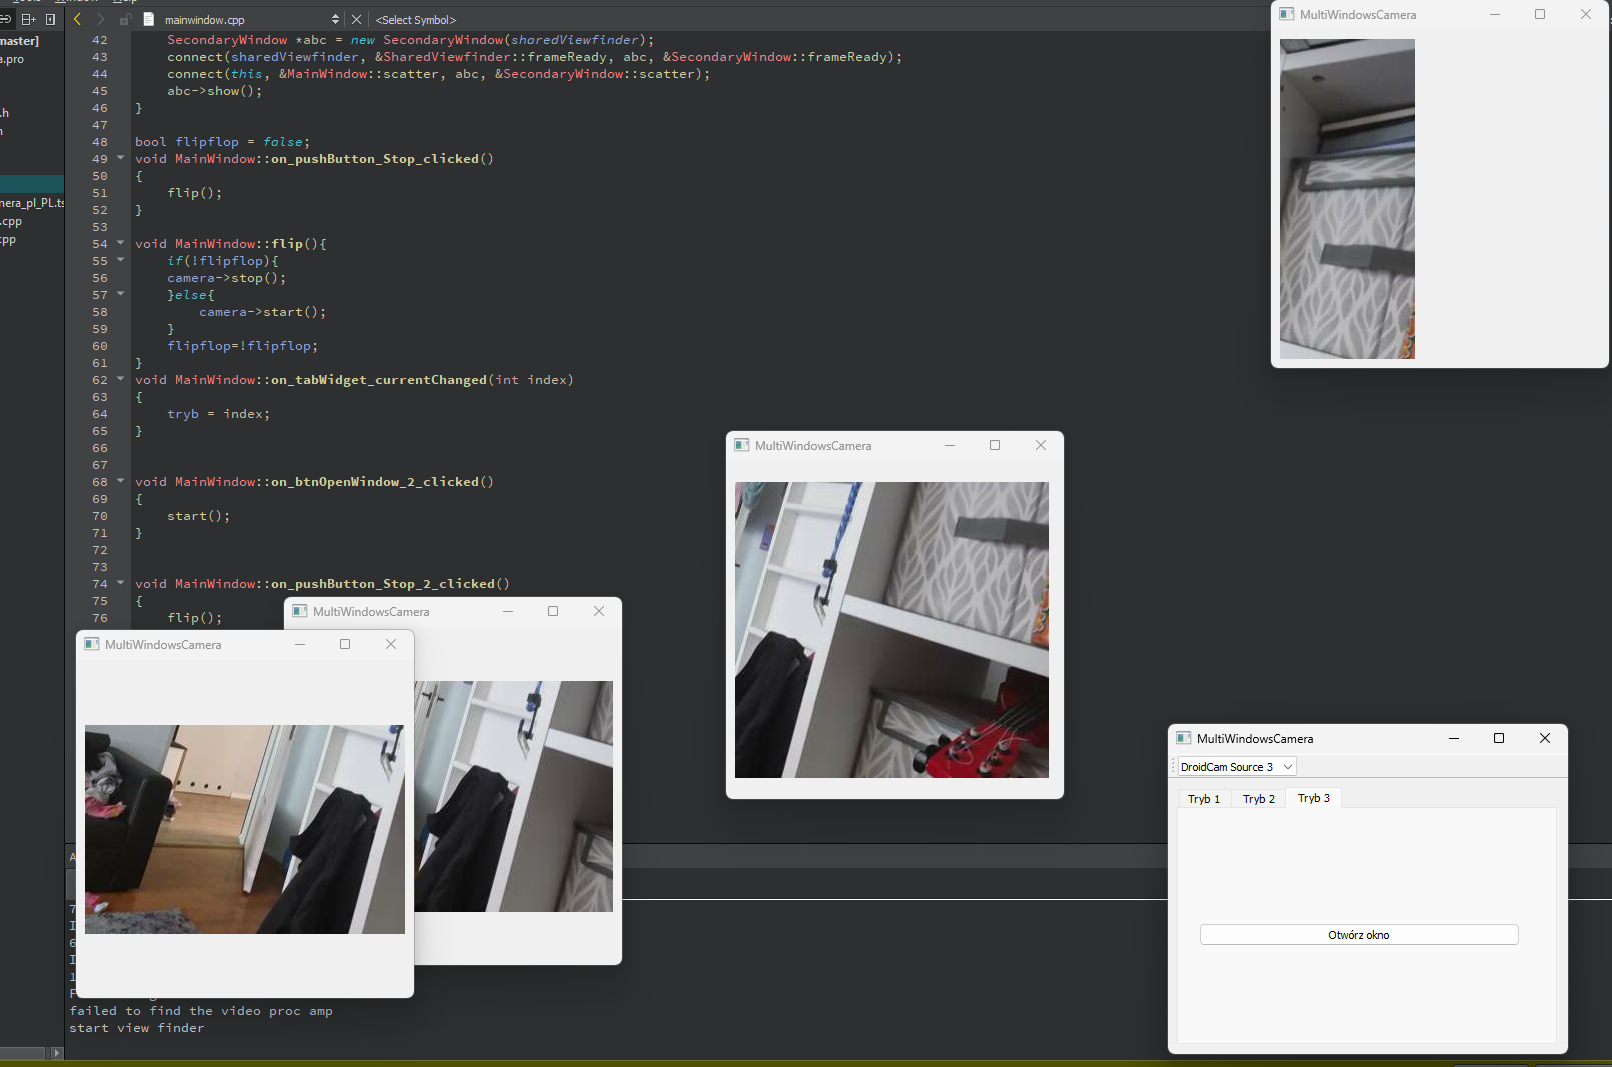 mainwindow.cpp
<Select Symbol>
master]
a.pro
.h
nera_pl_PL.ts
.cpp
cpp
42 SecondaryWindow *abc = new SecondaryWindow(sharedViewfinder);
43 connect(sharedViewfinder, &SharedViewfinder::frameReady, abc, &SecondaryWindow::frameReady);
44 connect(this, &MainWindow::scatter, abc, &SecondaryWindow::scatter);
45 abc->show();
46 }
47
48 bool flipflop = false;
49 void MainWindow::on_pushButton_Stop_clicked()
50 {
51 flip();
52 }
53
54 void MainWindow::flip(){
55 if(!flipflop){
56 camera->stop();
57 }else{
58 camera->start();
59 }
60 flipflop=!flipflop;
61 }
62 void MainWindow::on_tabWidget_currentChanged(int index)
63 {
64 tryb = index;
65 }
66
67
68 void MainWindow::on_btnOpenWindow_2_clicked()
69 {
70 start();
71 }
72
73
74 void MainWindow::on_pushButton_Stop_2_clicked()
75 {
76 flip();
MultiWindowsCamera
MultiWindowsCamera
MultiWindowsCamera
MultiWindowsCamera
MultiWindowsCamera
DroidCam Source 3
Tryb 1 Tryb 2 Tryb 3
Otwórz okno
failed to find the video proc amp
start view finder